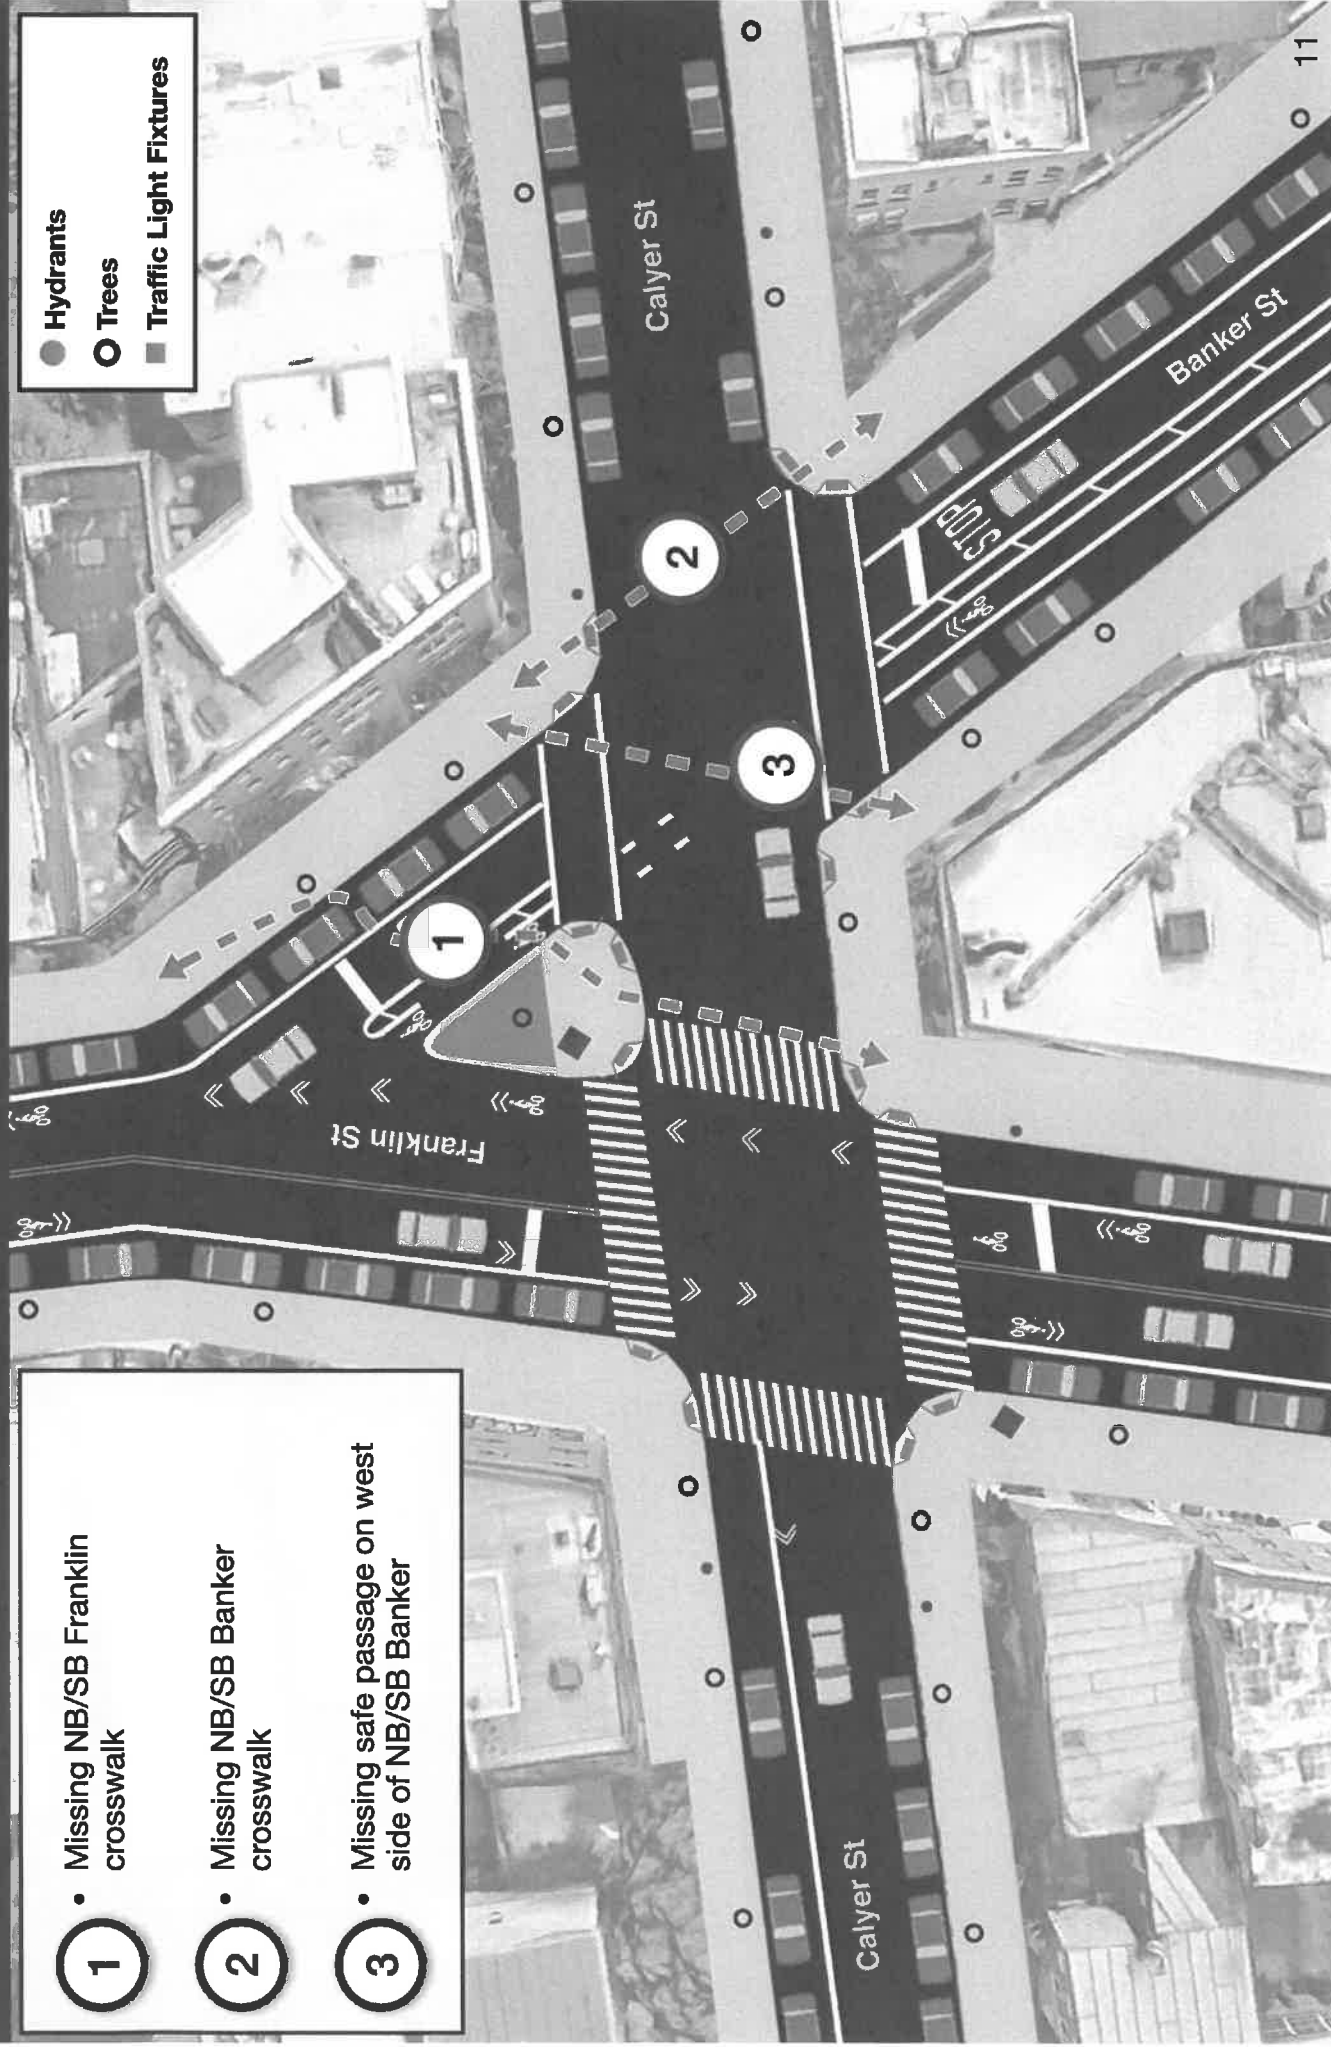 1
• Missing NB/SB Franklin
crosswalk
2
• Missing NB/SB Banker
crosswalk
3
• Missing safe passage on west
side of NB/SB Banker
Hydrants
Trees
Traffic Light Fixtures
Franklin St
1
2
3
Calyer St
Calyer St
STOP
Banker St
11